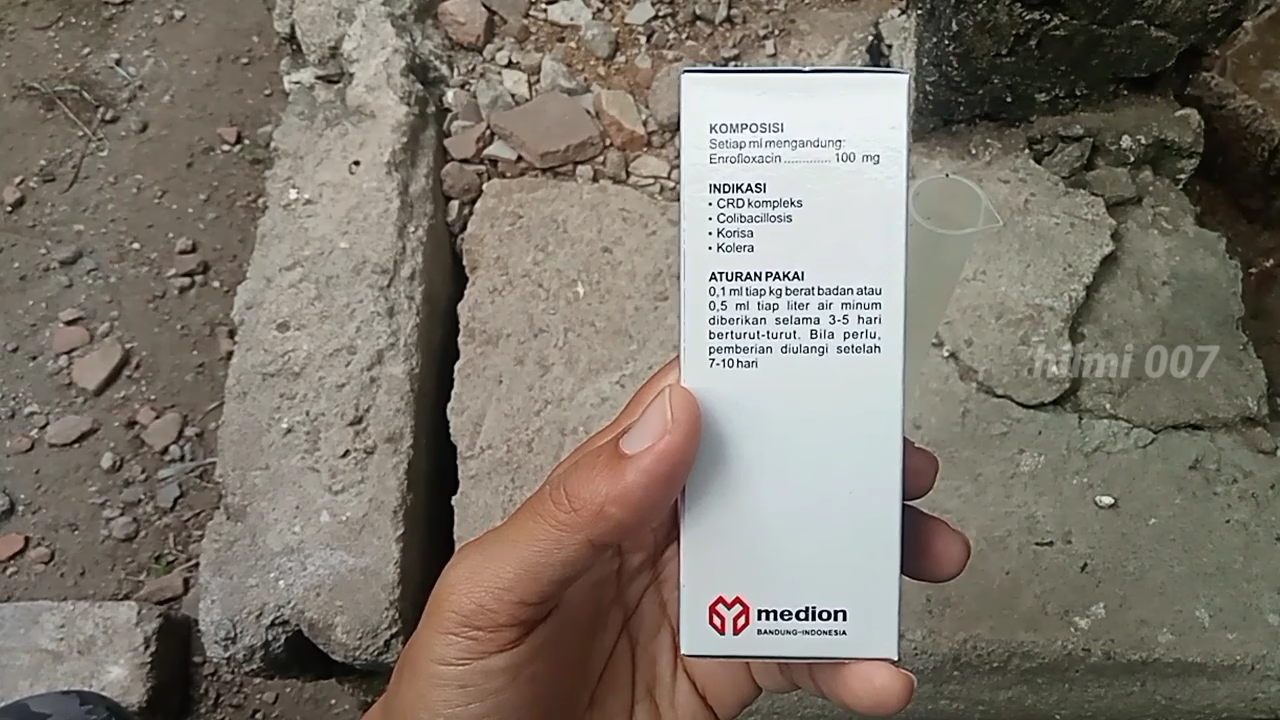 KOMPOSISI
Setiap ml mengandung:
Enrofloxacin ............. 100 mg
INDIKASI
• CRD kompleks
• Colibacillosis
• Korisa
• Kolera
ATURAN PAKAI
0,1 ml tiap kg berat badan atau
0,5 ml tiap liter air minum
diberikan selama 3-5 hari
berturut-turut. Bila perlu,
pemberian diulangi setelah
7-10 hari
hilmi 007
medion
BANDUNG-INDONESIA